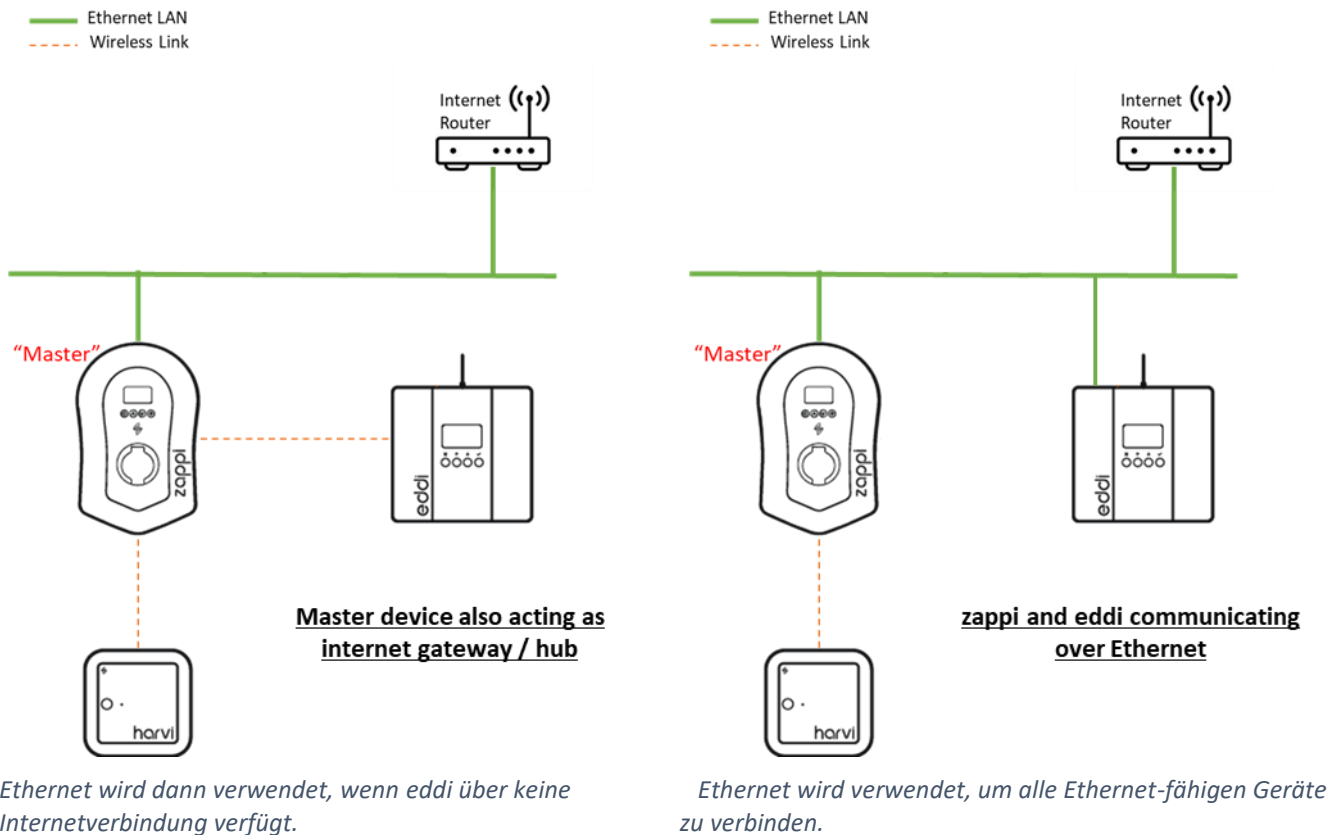 Ethernet LAN
Wireless Link
Internet
Router
"Master"
zappi
eddi
Master device also acting as
internet gateway / hub
harvi
Ethernet wird dann verwendet, wenn eddi über keine
Internetverbindung verfügt.
Ethernet LAN
Wireless Link
Internet
Router
"Master"
zappi
eddi
zappi and eddi communicating
over Ethernet
harvi
Ethernet wird verwendet, um alle Ethernet-fähigen Geräte
zu verbinden.